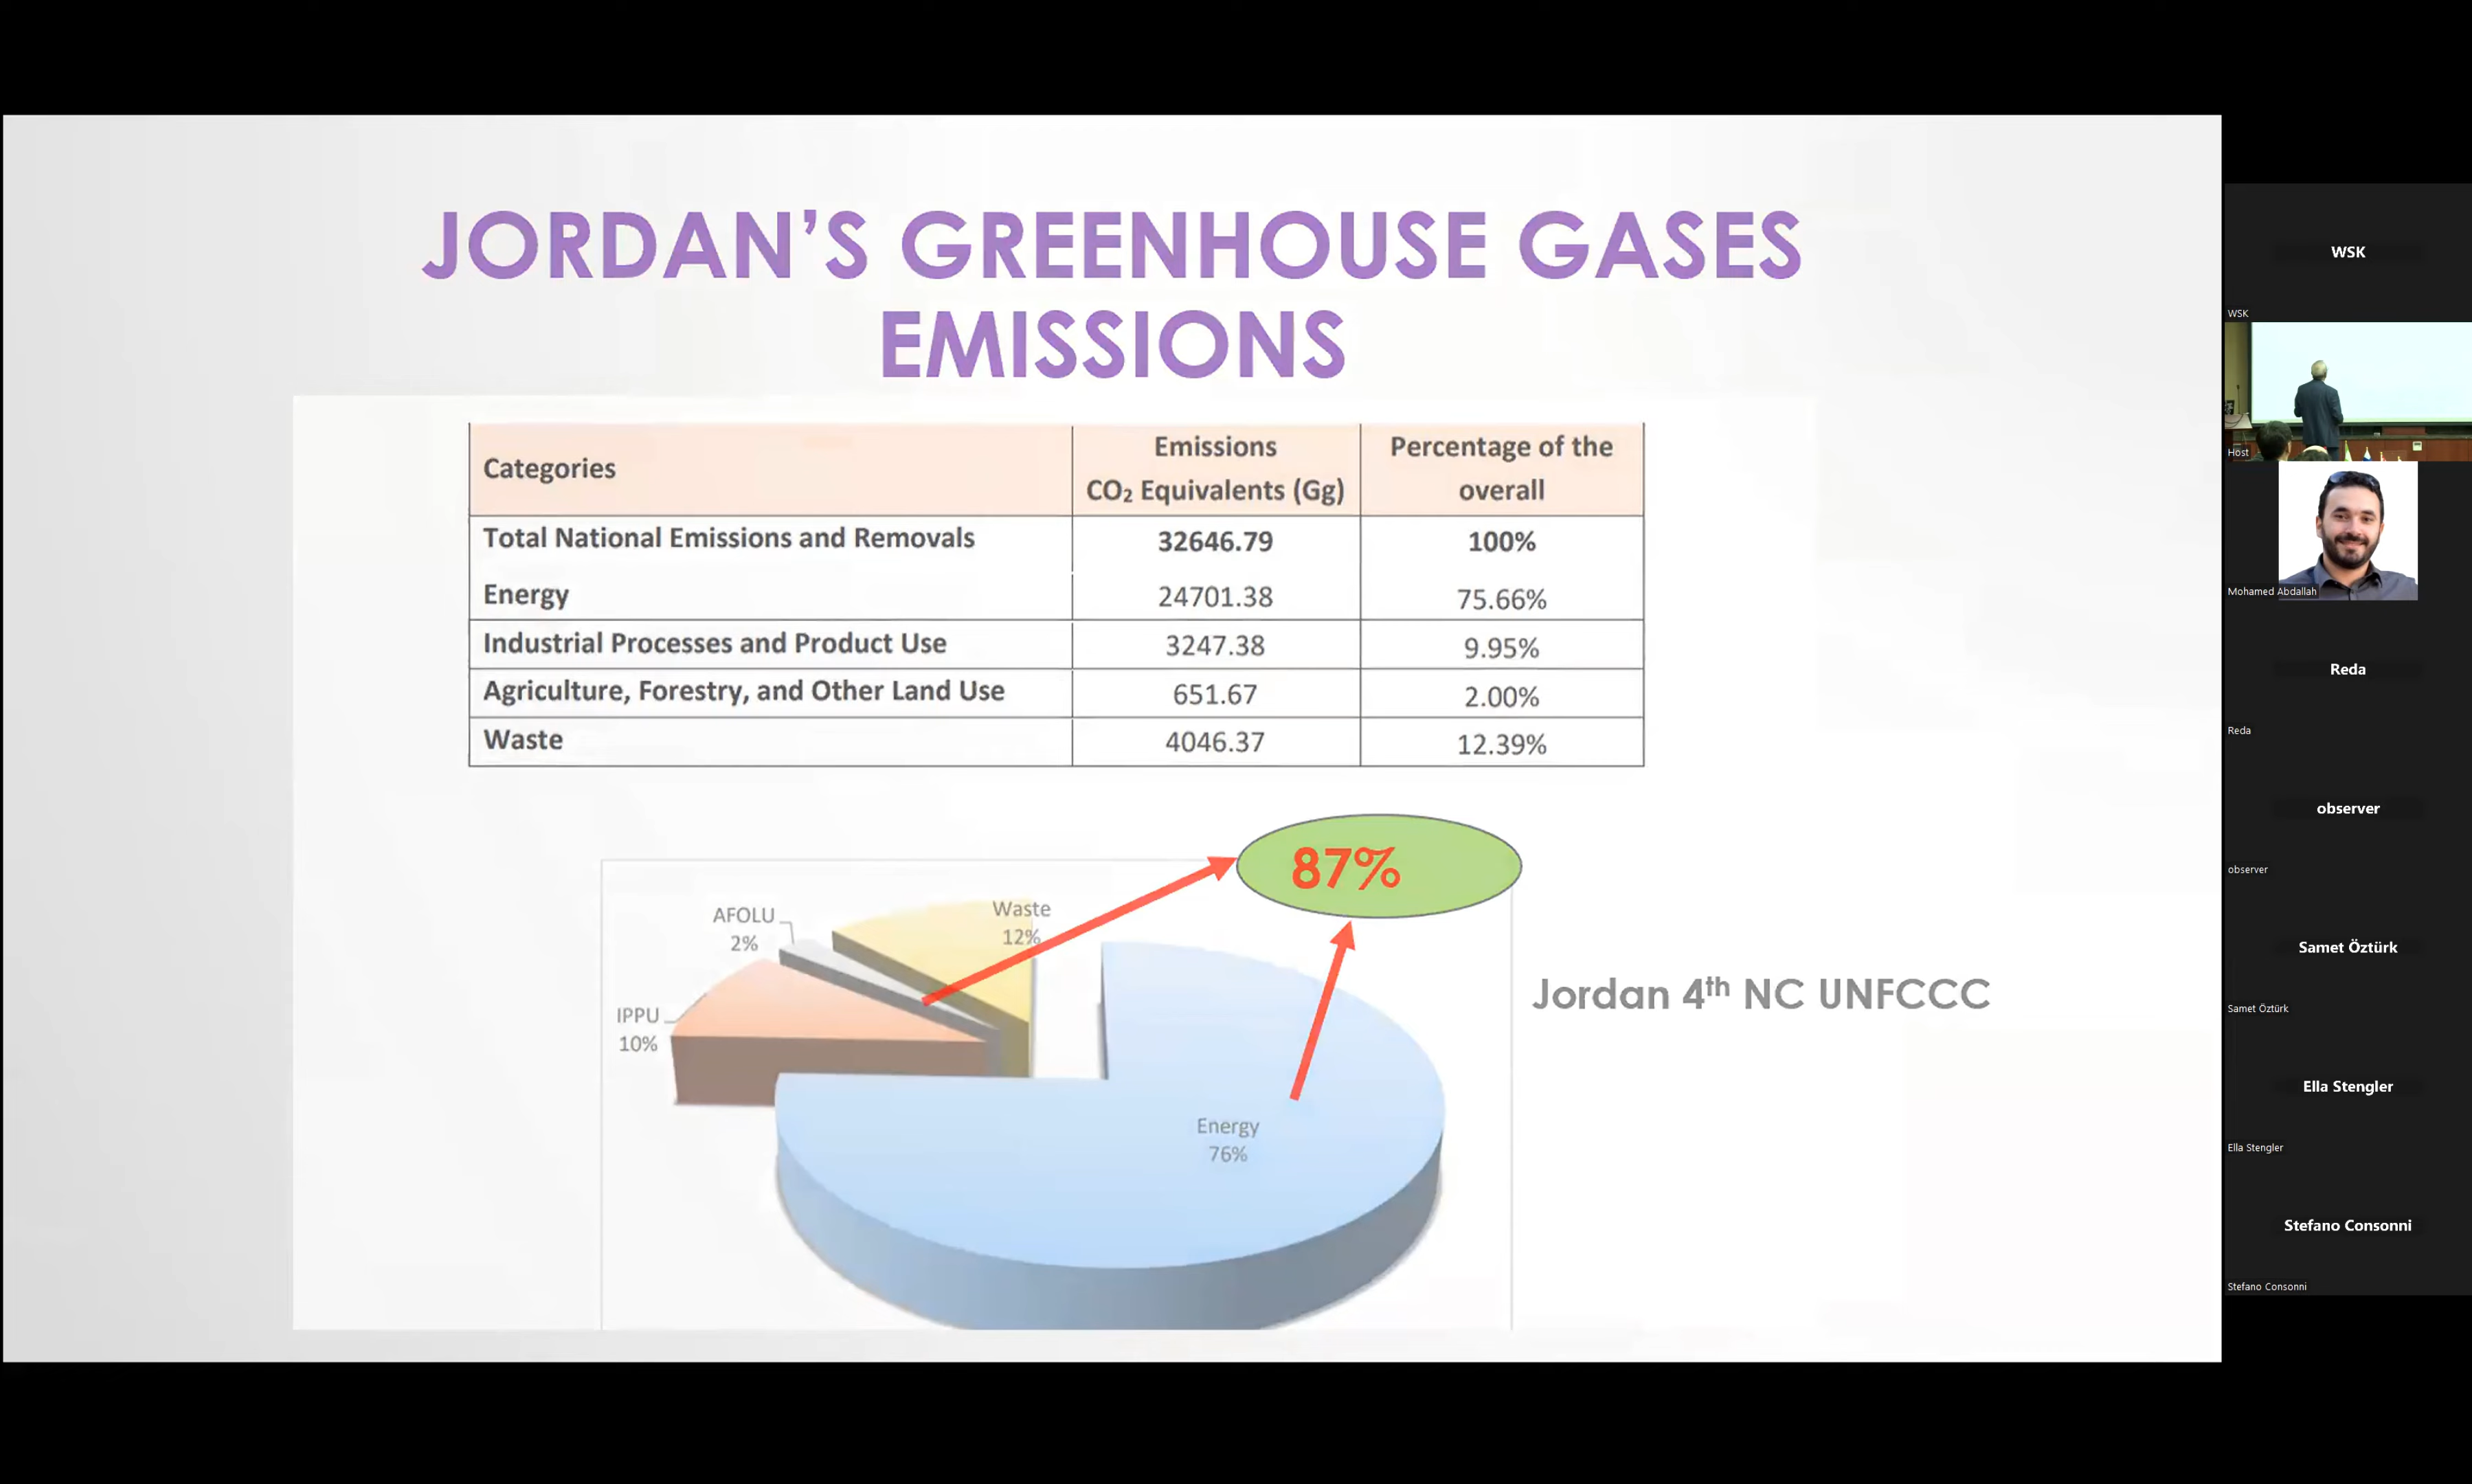 JORDAN'S GREENHOUSE GASES
EMISSIONS
Categories
Emissions
CO₂ Equivalents (Gg)
Percentage of the
overall
Total National Emissions and Removals
32646.79
100%
Energy
24701.38
75.66%
Industrial Processes and Product Use
3247.38
9.95%
Agriculture, Forestry, and Other Land Use
651.67
2.00%
Waste
4046.37
12.39%
87%
AFOLU
2%
Waste
12%
IPPU
10%
Energy
76%
Jordan 4th NC UNFCCC
WSK
WSK
Host
Mohamed Abdallah
Reda
Reda
observer
observer
Samet Öztürk
Samet Öztürk
Ella Stengler
Ella Stengler
Stefano Consonni
Stefano Consonni